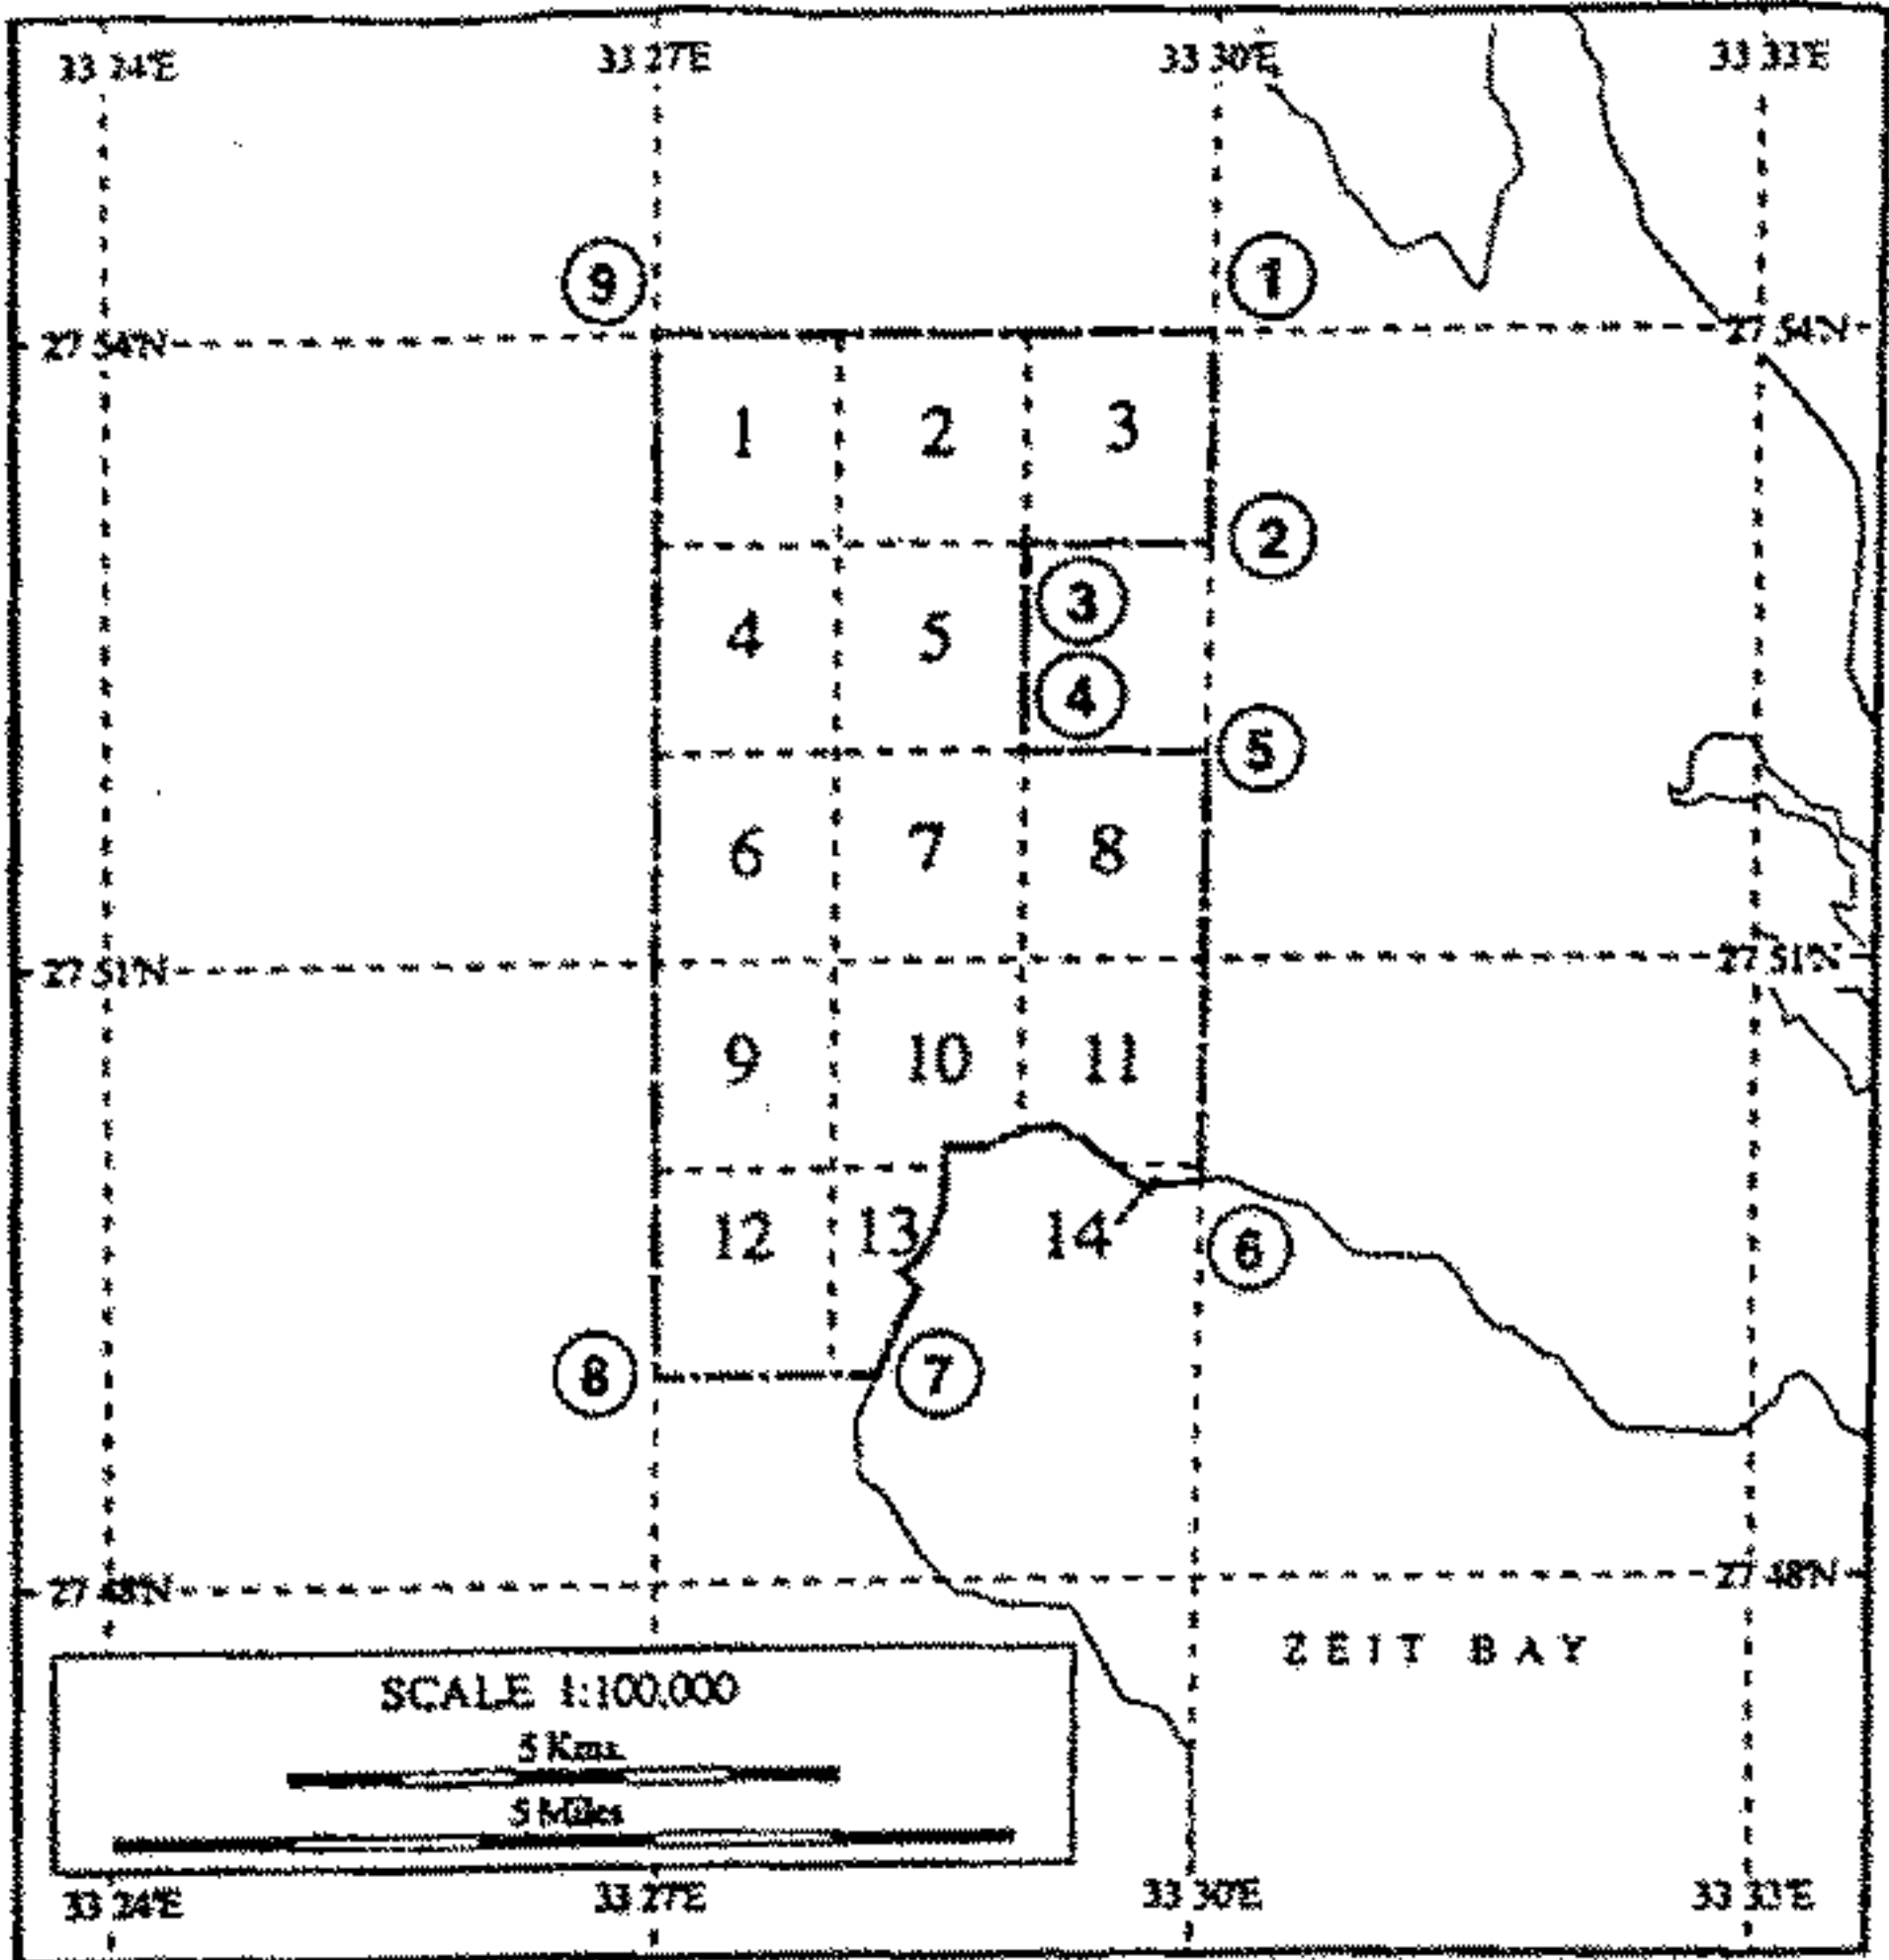 33 24'E 33 27'E 33 30'E 33 33'E
9 1
27 54'N 27 54'N
1 2 3
2
3
4 5
4
5
6 7 8
27 51'N 27 51'N
9 10 11
12 13 14 6
8 7
27 48'N 27 48'N
ZEIT BAY
SCALE 1:100,000
5 Kms.
5 Miles
33 24'E 33 27'E 33 30'E 33 33'E